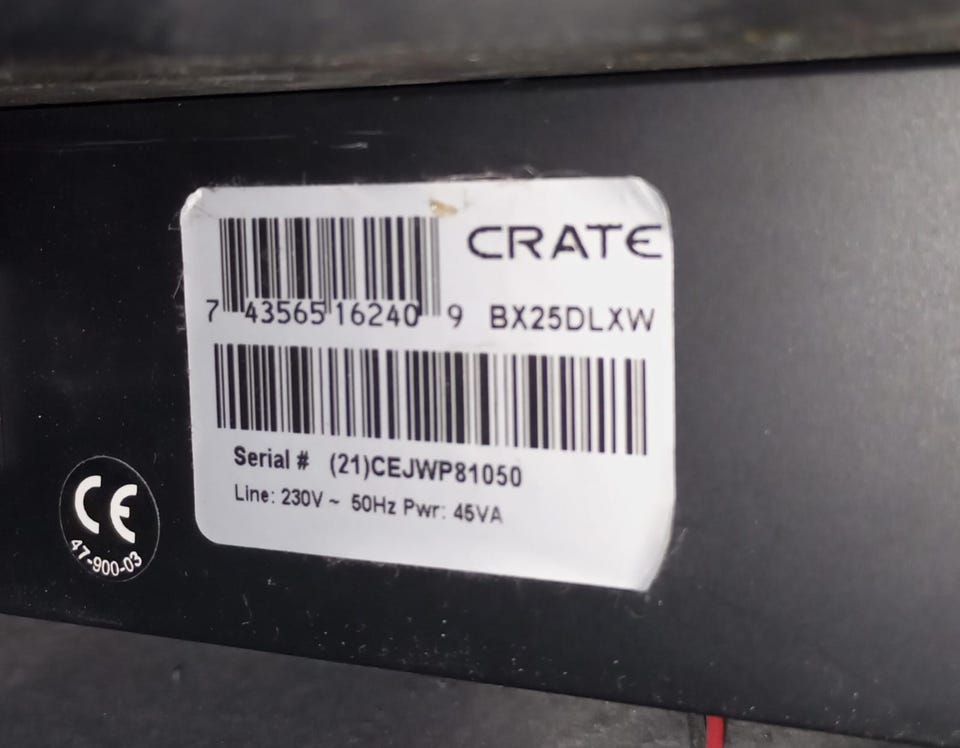 CRATE
7 43565 16240 9 BX25DLXW
Serial # (21)CEJWP81050
Line: 230V ~ 50Hz Pwr: 45VA
CE
47-900-03